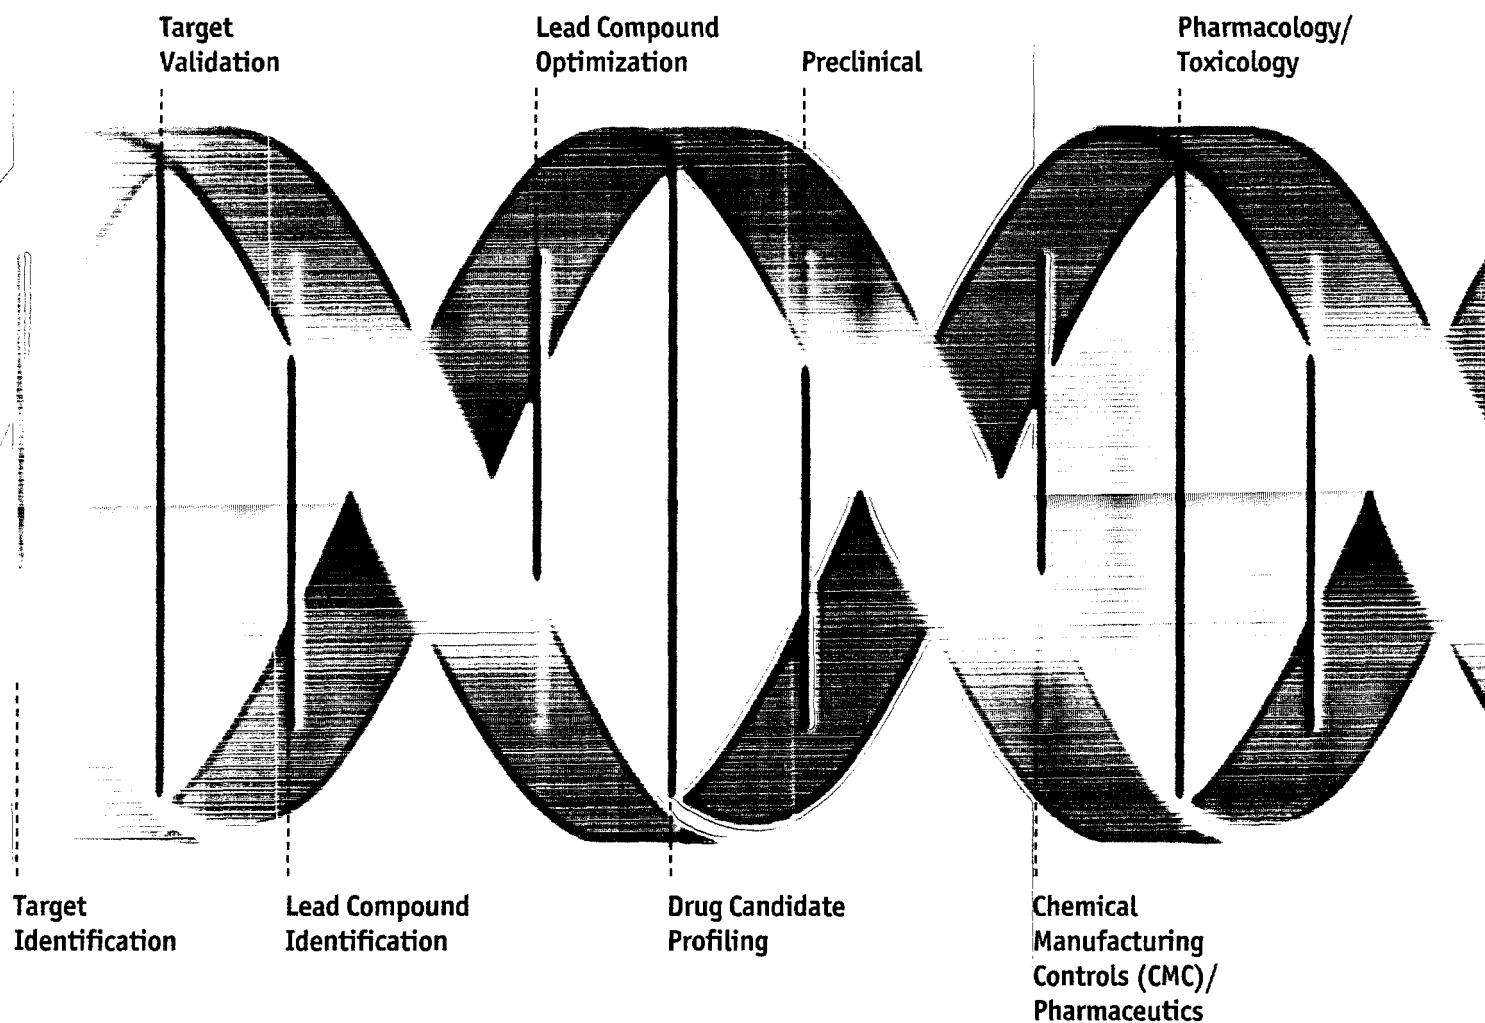 Target
Validation
Lead Compound
Optimization
Preclinical
Pharmacology/
Toxicology
Target
Identification
Lead Compound
Identification
Drug Candidate
Profiling
Chemical
Manufacturing
Controls (CMC)/
Pharmaceutics